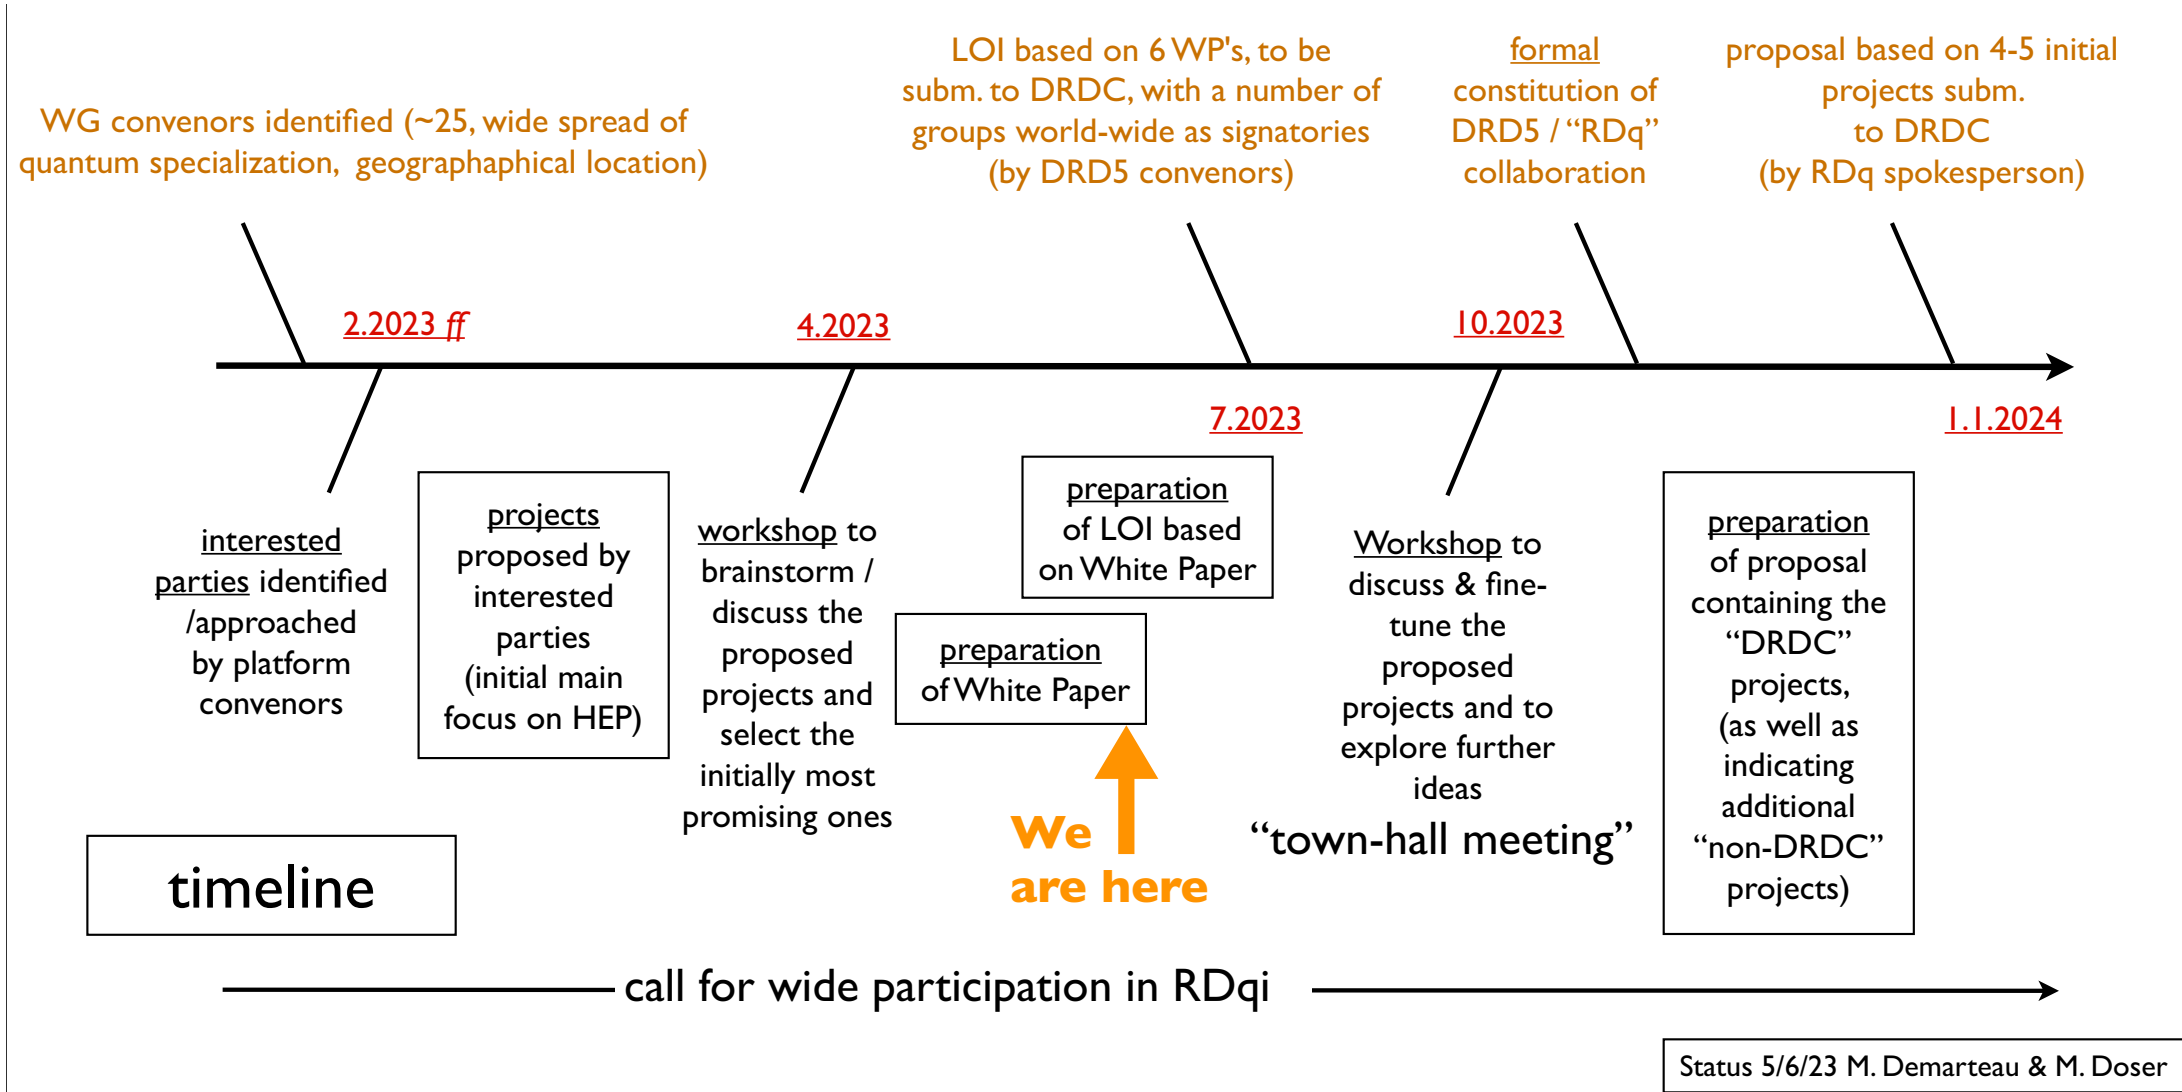 WG convenors identified (~25, wide spread of
quantum specialization, geographaphical location)
LOI based on 6 WP's, to be
subm. to DRDC, with a number of
groups world-wide as signatories
(by DRD5 convenors)
formal
constitution of
DRD5 / “RDq”
collaboration
proposal based on 4-5 initial
projects subm.
to DRDC
(by RDq spokesperson)
2.2023 ff
4.2023
10.2023
7.2023
1.1.2024
interested
parties identified
/approached
by platform
convenors
projects
proposed by
interested
parties
(initial main
focus on HEP)
workshop to
brainstorm /
discuss the
proposed
projects and
select the
initially most
promising ones
preparation
of LOI based
on White Paper
preparation
of White Paper
We
are here
Workshop to
discuss & fine-
tune the
proposed
projects and to
explore further
ideas
“town-hall meeting”
preparation
of proposal
containing the
“DRDC”
projects,
(as well as
indicating
additional
“non-DRDC”
projects)
timeline
call for wide participation in RDqi
Status 5/6/23 M. Demarteau & M. Doser